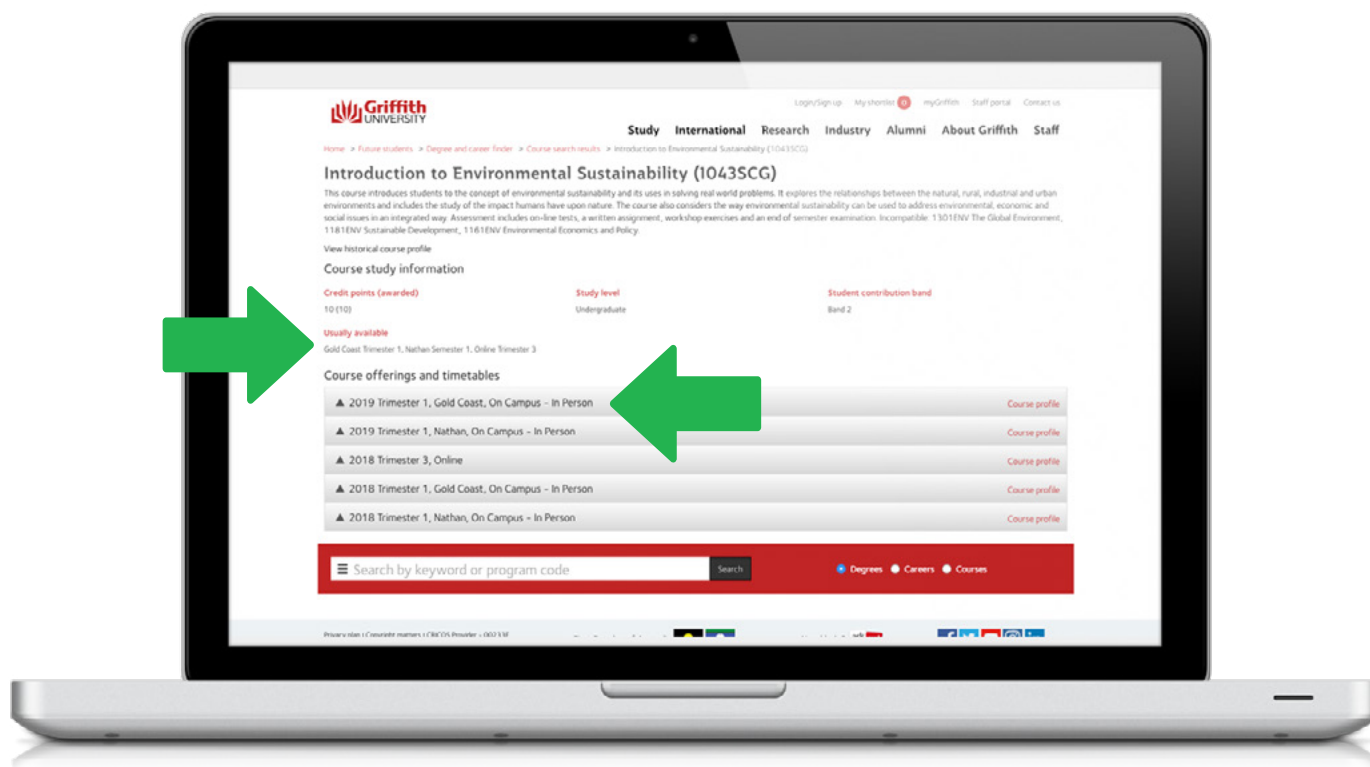 Griffith
UNIVERSITY
Login/Sign up My shortlist 0 myGriffith Staff portal Contact us
Study International Research Industry Alumni About Griffith Staff
Home > Future students > Degree and career finder > Course search results > Introduction to Environmental Sustainability (1043SCG)
Introduction to Environmental Sustainability (1043SCG)
This course introduces students to the concept of environmental sustainability and its uses in solving real world problems. It explores the relationships between the natural, rural, industrial and urban
environments and includes the study of the impact humans have upon nature. The course also considers the way environmental sustainability can be used to address environmental, economic and
social issues in an integrated way. Assessment includes on-line tests, a written assignment, workshop exercises and an end of semester examination. Incompatible: 1301ENV The Global Environment,
1181ENV Sustainable Development, 1161ENV Environmental Economics and Policy.
View historical course profile
Course study information
Credit points (awarded) Study level Student contribution band
10 (10) Undergraduate Band 2
Usually available
Gold Coast Trimester 1, Nathan Semester 1, Online Trimester 3
Course offerings and timetables
▲ 2019 Trimester 1, Gold Coast, On Campus - In Person Course profile
▲ 2019 Trimester 1, Nathan, On Campus - In Person Course profile
▲ 2018 Trimester 3, Online Course profile
▲ 2018 Trimester 1, Gold Coast, On Campus - In Person Course profile
▲ 2018 Trimester 1, Nathan, On Campus - In Person Course profile
Search by keyword or program code Search Degrees Careers Courses
Privacy plan | Copyright matters | CRICOS Provider - 00233E